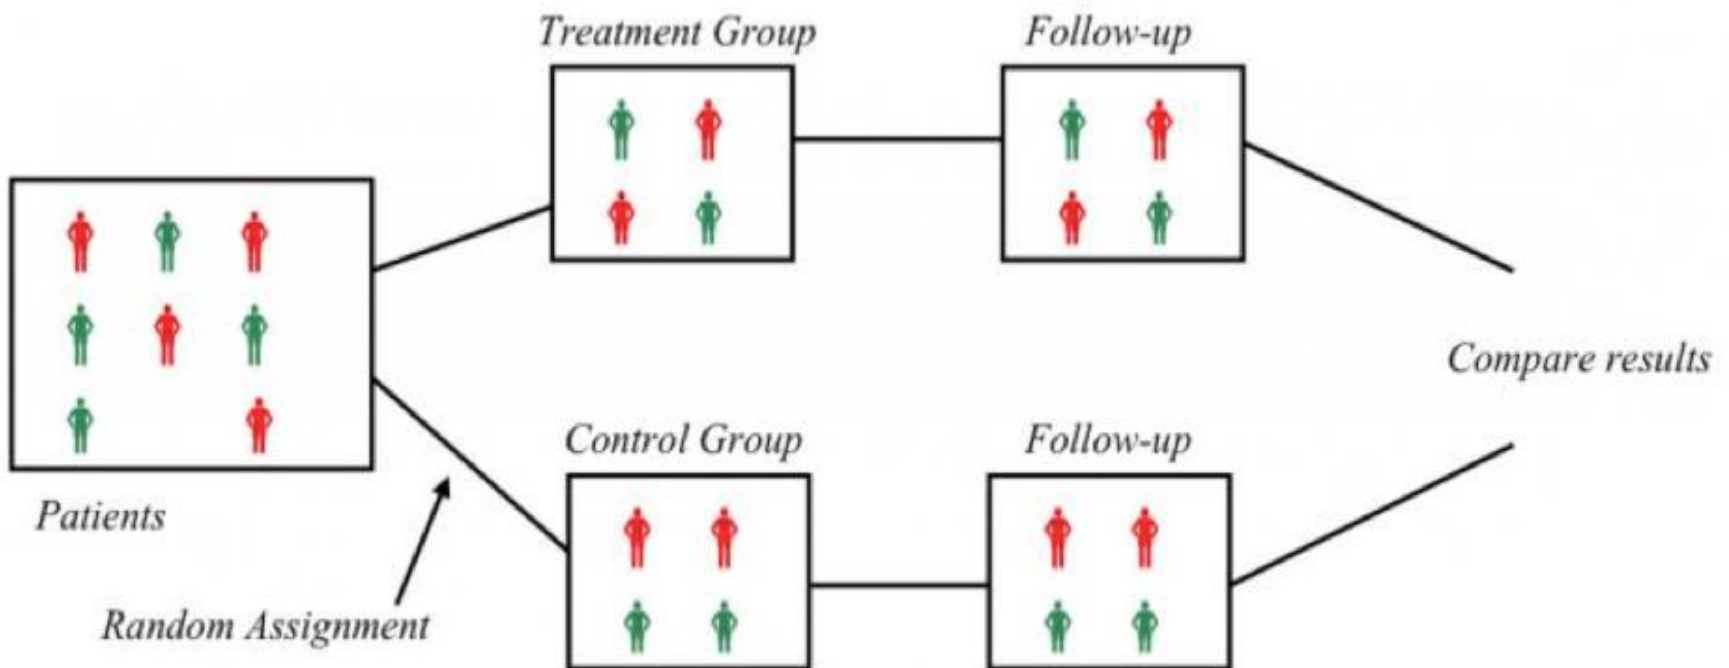 Treatment Group
Follow-up
Patients
Random Assignment
Control Group
Follow-up
Compare results